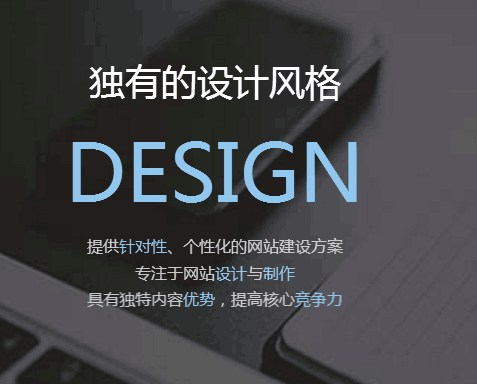 独有的设计风格
DESIGN
提供针对性、个性化的网站建设方案
专注于网站设计与制作
具有独特内容优势，提高核心竞争力